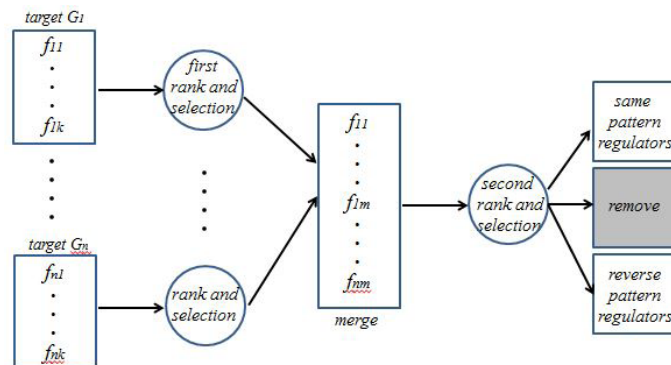 target G1
f11
f1k
first
rank and
selection
target Gn
fn1
fnk
rank and
selection
f11
f1m
fnm
merge
second
rank and
selection
same
pattern
regulators
remove
reverse
pattern
regulators